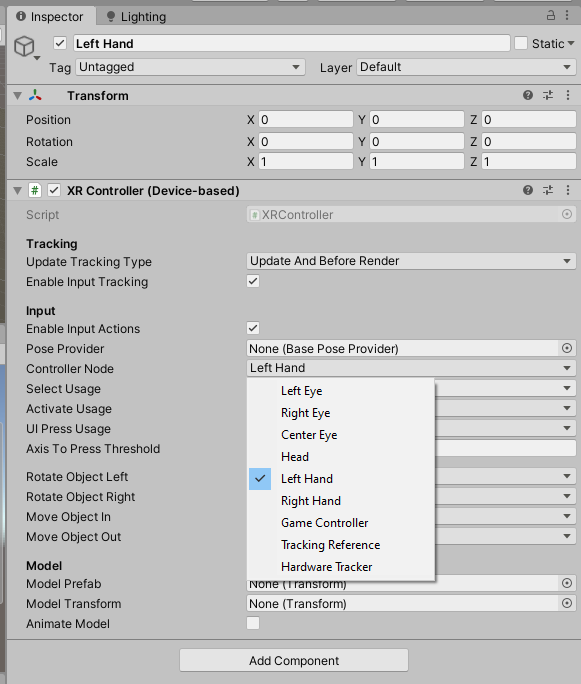 Inspector Lighting
Left Hand Static
Tag Untagged Layer Default
Transform
Position X 0 Y 0 Z 0
Rotation X 0 Y 0 Z 0
Scale X 1 Y 1 Z 1
# XR Controller (Device-based)
Script # XRController
Tracking
Update Tracking Type Update And Before Render
Enable Input Tracking
Input
Enable Input Actions
Pose Provider None (Base Pose Provider)
Controller Node Left Hand
Select Usage
Activate Usage
UI Press Usage
Axis To Press Threshold
Rotate Object Left
Rotate Object Right
Move Object In
Move Object Out
Left Eye
Right Eye
Center Eye
Head
Left Hand
Right Hand
Game Controller
Tracking Reference
Hardware Tracker
Model
Model Prefab None (Transform)
Model Transform None (Transform)
Animate Model
Add Component